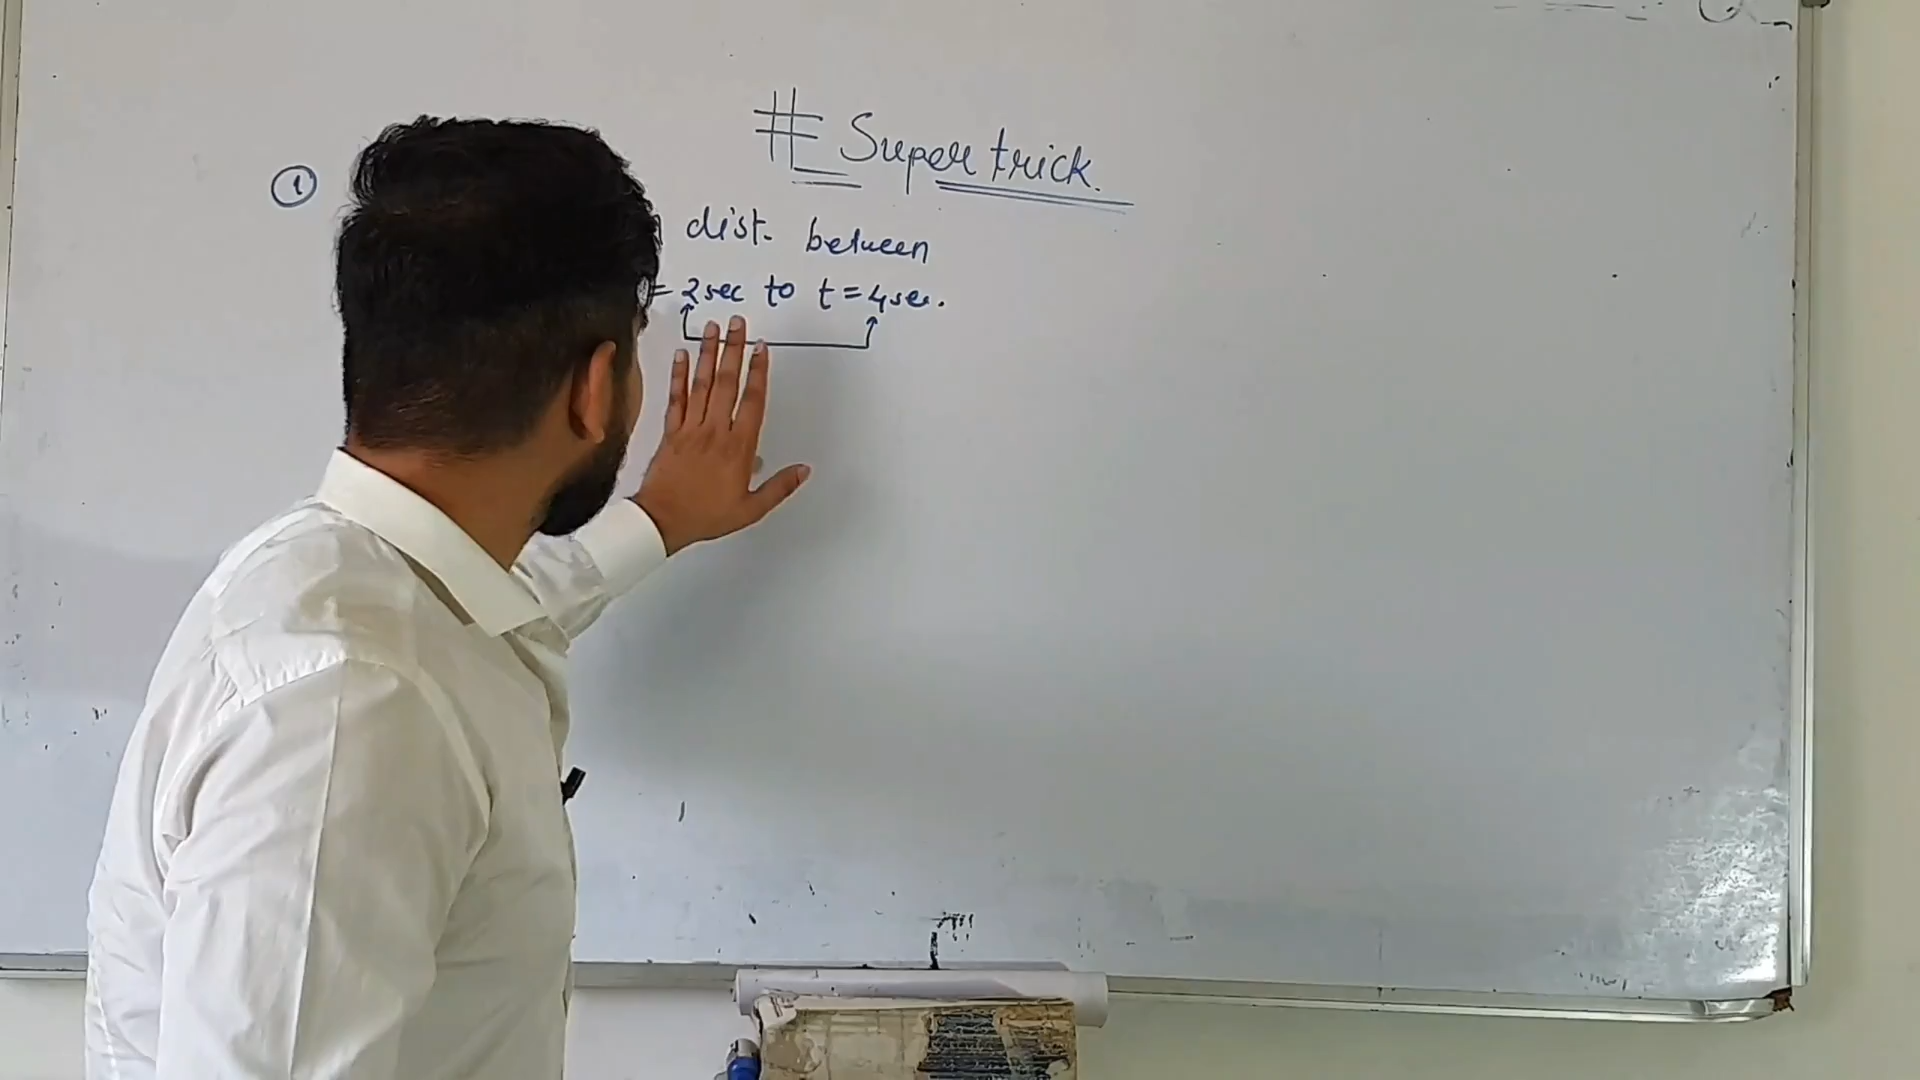 # Super trick.
1 dist. between
= 2sec to t = 4sec.